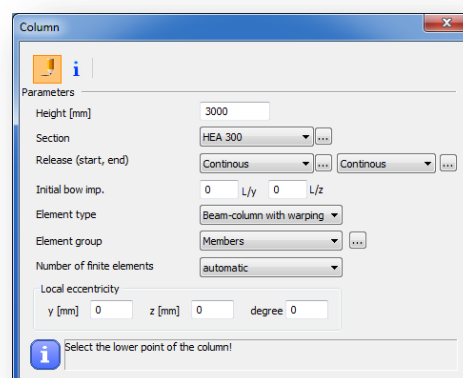 Column
Parameters
Height [mm] 3000
Section HEA 300 ...
Release (start, end) Continous ... Continous ...
Initial bow imp. 0 L/y 0 L/z
Element type Beam-column with warping
Element group Members ...
Number of finite elements automatic
Local eccentricity
y [mm] 0 z [mm] 0 degree 0
Select the lower point of the column!